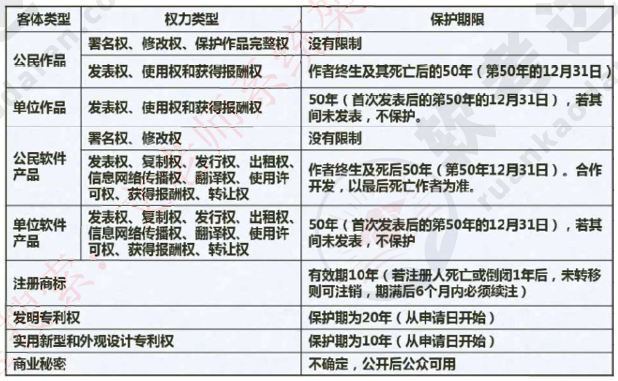 客体类型 权力类型 保护期限
公民作品 署名权、修改权、保护作品完整权 没有限制
发表权、使用权和获得报酬权 作者终生及其死亡后的50年（第50年的12月31日）
单位作品 发表权、使用权和获得报酬权 50年（首次发表后的第50年的12月31日），若其
间未发表，不保护。
公民软件
产品
署名权、修改权 没有限制
发表权、复制权、发行权、出租权、
信息网络传播权、翻译权、使用许
可权、获得报酬权、转让权
作者终生及死后50年（第50年12月31日）。合作
开发，以最后死亡作者为准。
单位软件
产品
发表权、复制权、发行权、出租权、
信息网络传播权、翻译权、使用许
可权、获得报酬权、转让权
50年（首次发表后的第50年的12月31日），若其
间未发表，不保护
注册商标
有效期10年（若注册人死亡或倒闭1年后，未转移
则可注销，期满后6个月内必须续注）
发明专利权 保护期为20年（从申请日开始）
实用新型和外观设计专利权 保护期为10年（从申请日开始）
商业秘密 不确定，公开后公众可用